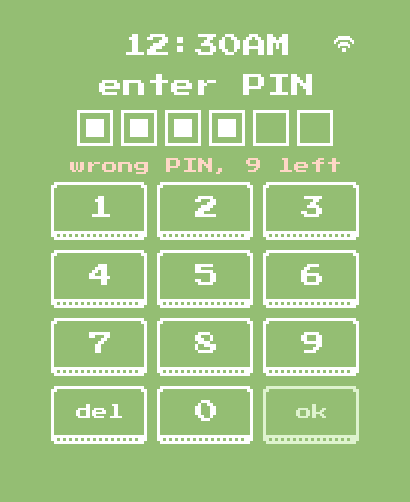 12:30AM
enter PIN
wrong PIN, 9 left
1 2 3
4 5 6
7 8 9
del 0 ok